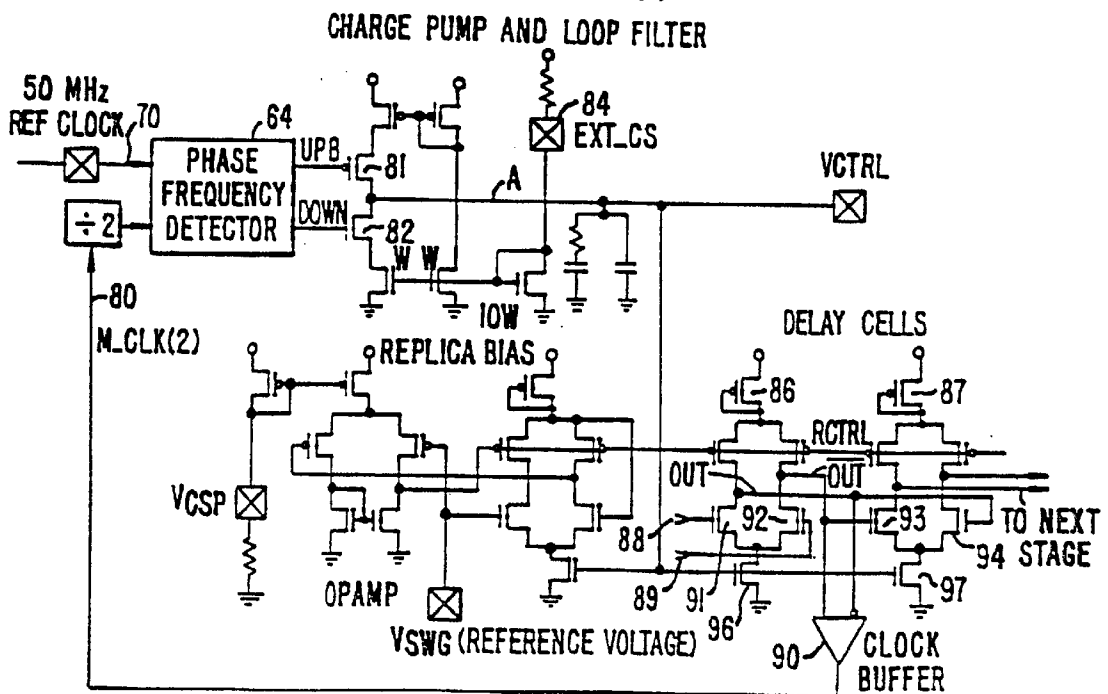 CHARGE PUMP AND LOOP FILTER
50 MHz
REF CLOCK
70
64
84
EXT_CS
PHASE
FREQUENCY
DETECTOR
UPB
81
A
VCTRL
÷2
DOWN
82
W W
10W
80
M_CLK(2)
REPLICA BIAS
DELAY CELLS
86
87
RCTRL
OUT
OUT
VCSP
88
92
93
TO NEXT
STAGE
94
OPAMP
89
91
96
97
VSWG (REFERENCE VOLTAGE)
90
CLOCK
BUFFER